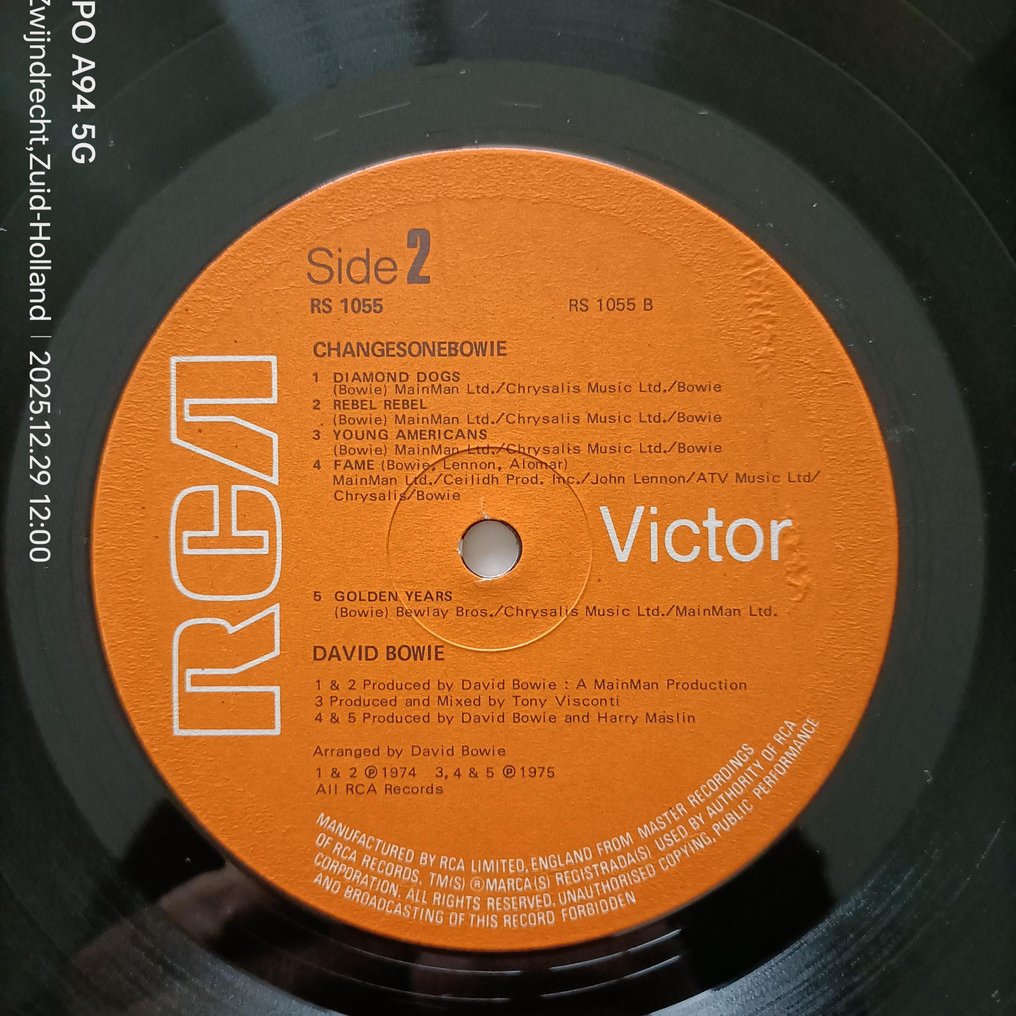 PO A94 5G
Zwijndrecht,Zuid-Holland | 2025.12.29 12:00
Side 2
RS 1055 RS 1055 B
CHANGESONEBOWIE
1 DIAMOND DOGS
(Bowie) MainMan Ltd./Chrysalis Music Ltd./Bowie
2 REBEL REBEL
(Bowie) MainMan Ltd./Chrysalis Music Ltd./Bowie
3 YOUNG AMERICANS
(Bowie) MainMan Ltd./Chrysalis Music Ltd./Bowie
4 FAME (Bowie, Lennon, Alomar)
MainMan Ltd./Ceilidh Prod. Inc./John Lennon/ATV Music Ltd/
Chrysalis/Bowie
RCA
Victor
5 GOLDEN YEARS
(Bowie) Bewlay Bros./Chrysalis Music Ltd./MainMan Ltd.
DAVID BOWIE
1 & 2 Produced by David Bowie : A MainMan Production
3 Produced and Mixed by Tony Visconti
4 & 5 Produced by David Bowie and Harry Maslin
Arranged by David Bowie
1 & 2 ℗1974 3, 4 & 5 ℗1975
All RCA Records
MANUFACTURED BY RCA LIMITED, ENGLAND FROM MASTER RECORDINGS
OF RCA RECORDS. TM(S) ® MARCA(S) REGISTRADA(S) USED BY AUTHORITY OF RCA
CORPORATION. ALL RIGHTS RESERVED. UNAUTHORISED COPYING, PUBLIC PERFORMANCE
AND BROADCASTING OF THIS RECORD FORBIDDEN